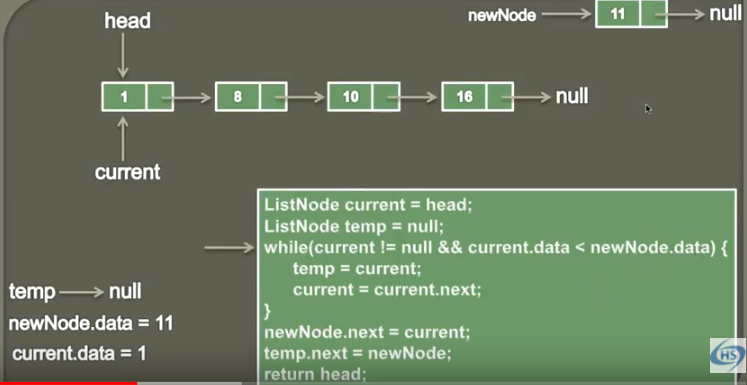 head
newNode 11 null
1 8 10 16 null
current
ListNode current = head;
ListNode temp = null;
while(current != null && current.data < newNode.data) {
temp = current;
current = current.next;
}
newNode.next = current;
temp.next = newNode;
return head;
temp null
newNode.data = 11
current.data = 1
HS